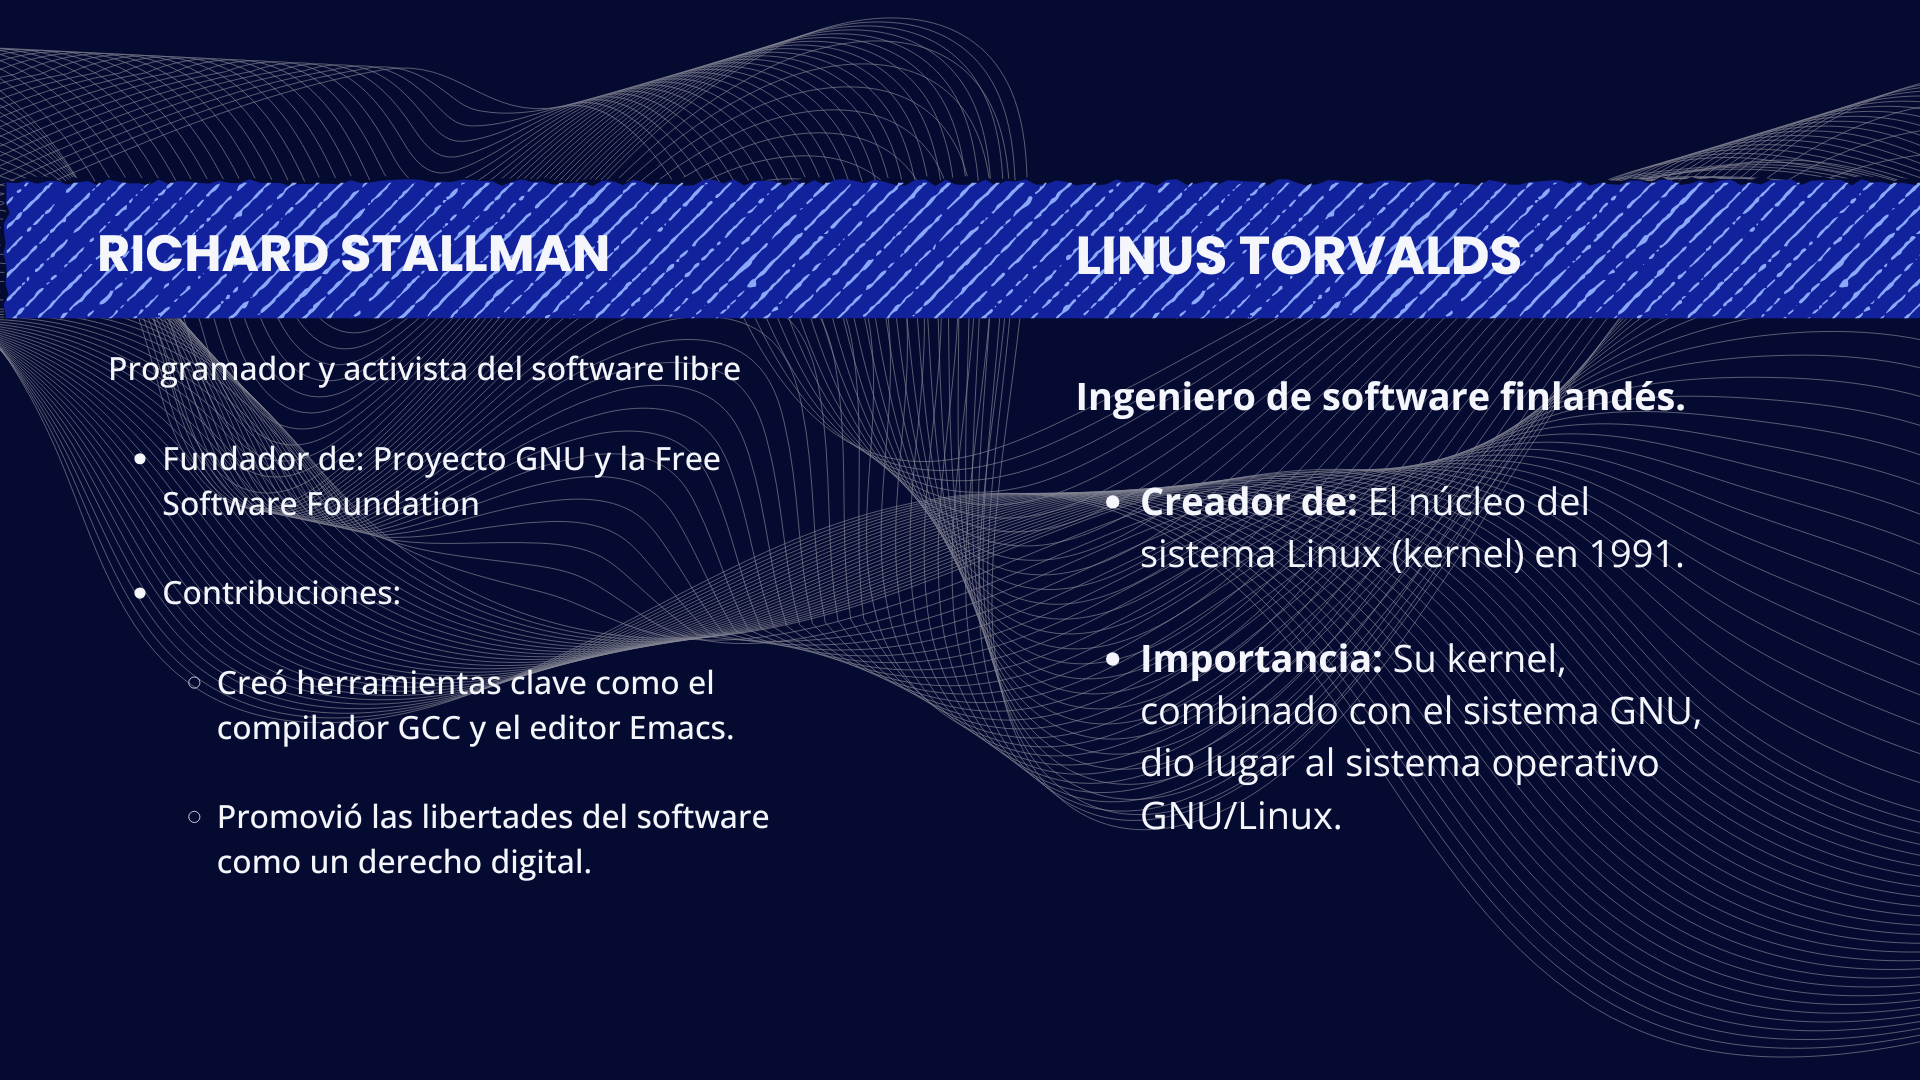 RICHARD STALLMAN
Programador y activista del software libre
• Fundador de: Proyecto GNU y la Free
Software Foundation
• Contribuciones:
○ Creó herramientas clave como el
compilador GCC y el editor Emacs.
○ Promovió las libertades del software
como un derecho digital.
LINUS TORVALDS
Ingeniero de software finlandés.
• Creador de: El núcleo del
sistema Linux (kernel) en 1991.
• Importancia: Su kernel,
combinado con el sistema GNU,
dio lugar al sistema operativo
GNU/Linux.